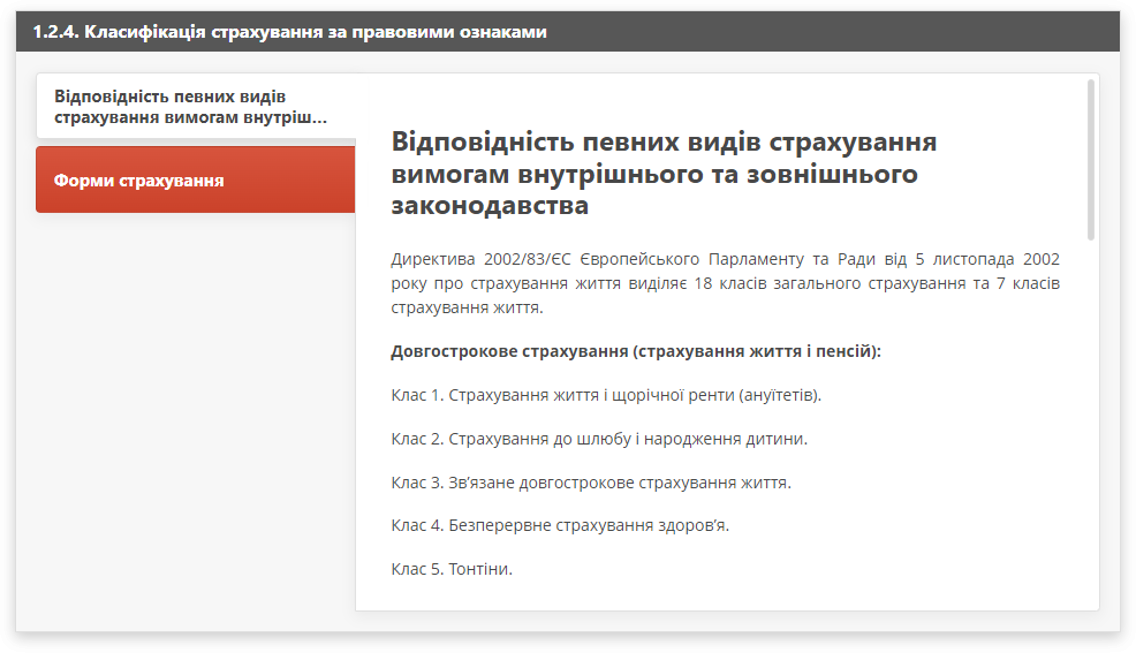 1.2.4. Класифікація страхування за правовими ознаками
Відповідність певних видів
страхування вимогам внутріш...
Форми страхування
Відповідність певних видів страхування
вимогам внутрішнього та зовнішнього
законодавства
Директива 2002/83/ЄС Європейського Парламенту та Ради від 5 листопада 2002
року про страхування життя виділяє 18 класів загального страхування та 7 класів
страхування життя.
Довгострокове страхування (страхування життя і пенсій):
Клас 1. Страхування життя і щорічної ренти (ануїтетів).
Клас 2. Страхування до шлюбу і народження дитини.
Клас 3. Зв’язане довгострокове страхування життя.
Клас 4. Безперервне страхування здоров’я.
Клас 5. Тонтіни.